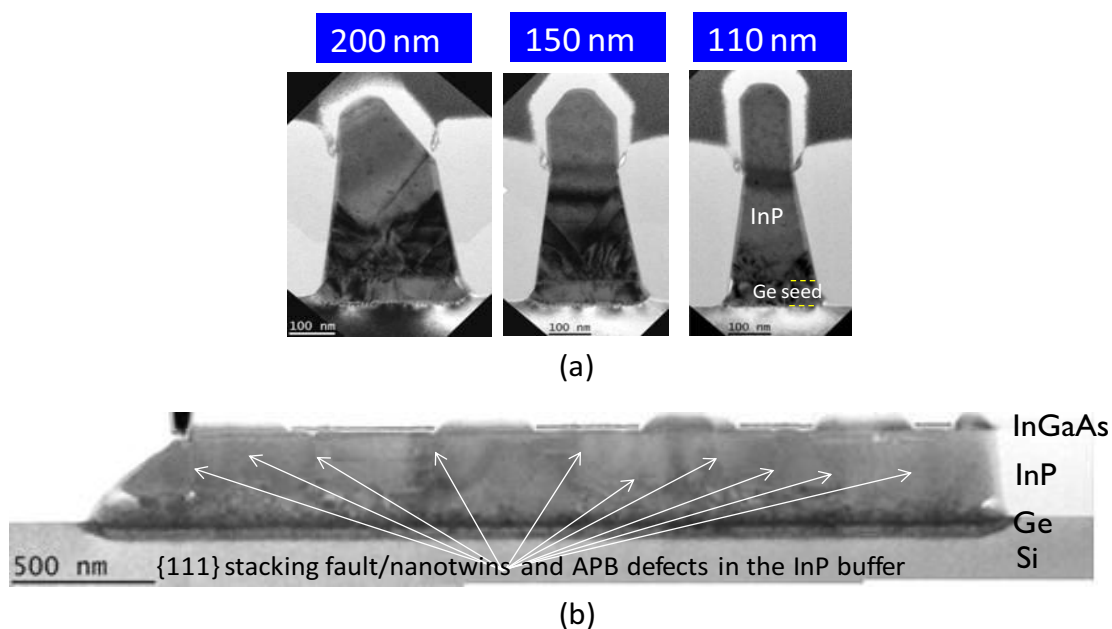 200 nm
150 nm
110 nm
InP
Ge seed
100 nm
100 nm
100 nm
(a)
InGaAs
InP
Ge
Si
500 nm
{111} stacking fault/nanotwins and APB defects in the InP buffer
(b)